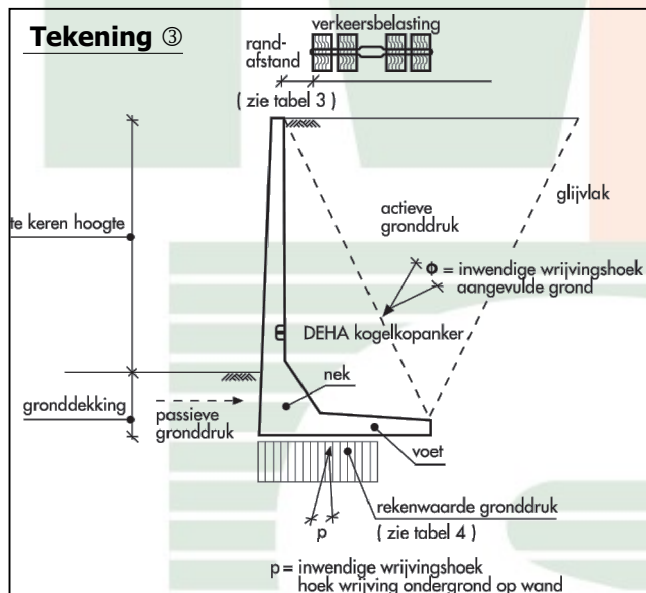 Tekening ③
verkeersbelasting
rand-
afstand
( zie tabel 3 )
glijvlak
actieve
gronddruk
te keren hoogte
Φ = inwendige wrijvingshoek
aangevulde grond
DEHA kogelkopanker
nek
gronddekking
passieve
gronddruk
voet
rekenwaarde gronddruk
( zie tabel 4 )
p
p = inwendige wrijvingshoek
hoek wrijving ondergrond op wand